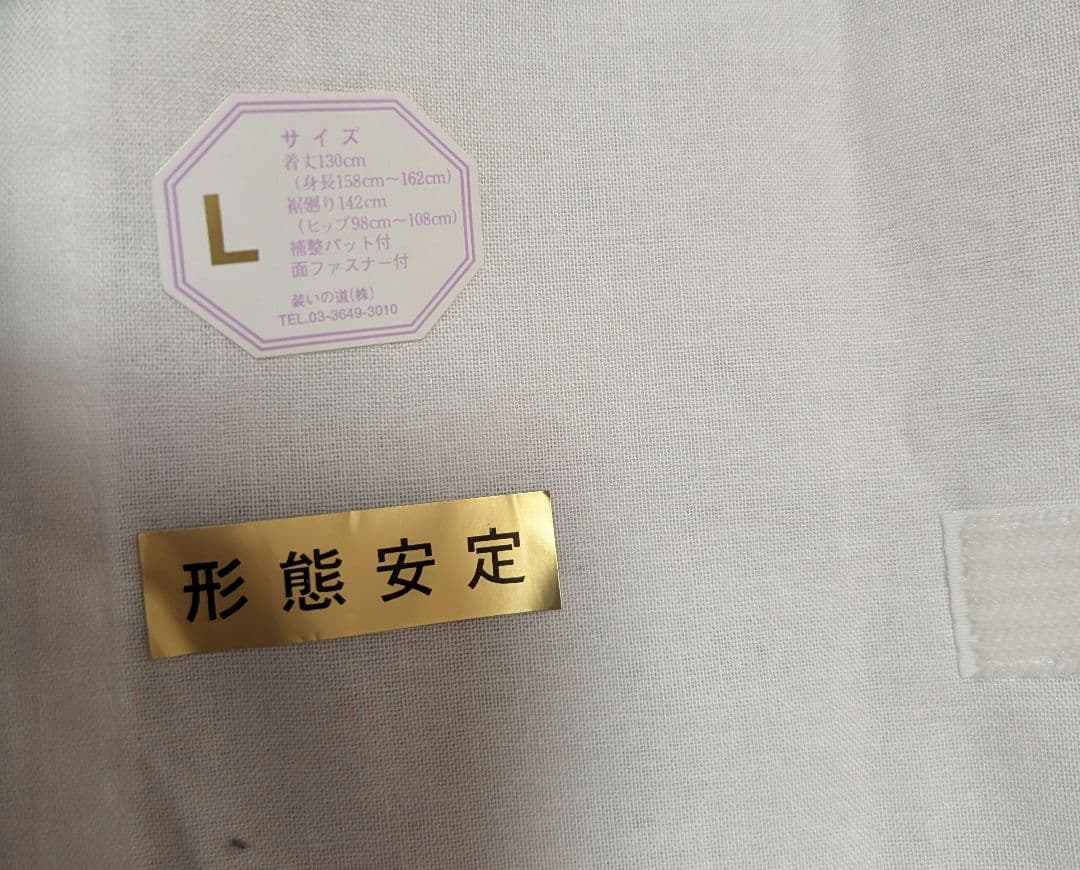 L
サイズ
着丈130cm
(身長158cm〜162cm)
裾廻り142cm
(ヒップ98cm〜108cm)
補整パット付
面ファスナー付
装いの道(株)
TEL.03-3649-3010
形態安定